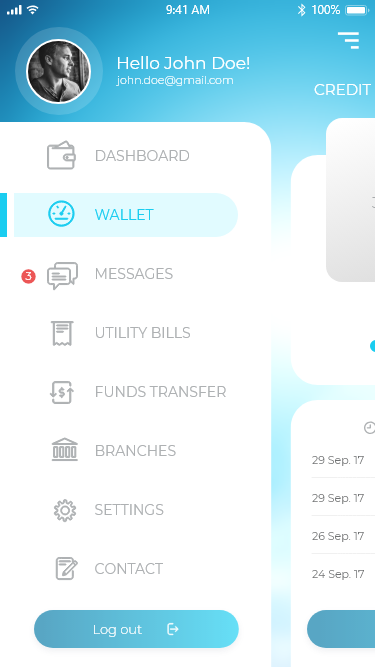 9:41 AM
100%
Hello John Doe!
john.doe@gmail.com
CREDIT
DASHBOARD
WALLET
3
MESSAGES
UTILITY BILLS
FUNDS TRANSFER
BRANCHES
SETTINGS
CONTACT
Log out
29 Sep. 17
29 Sep. 17
26 Sep. 17
24 Sep. 17